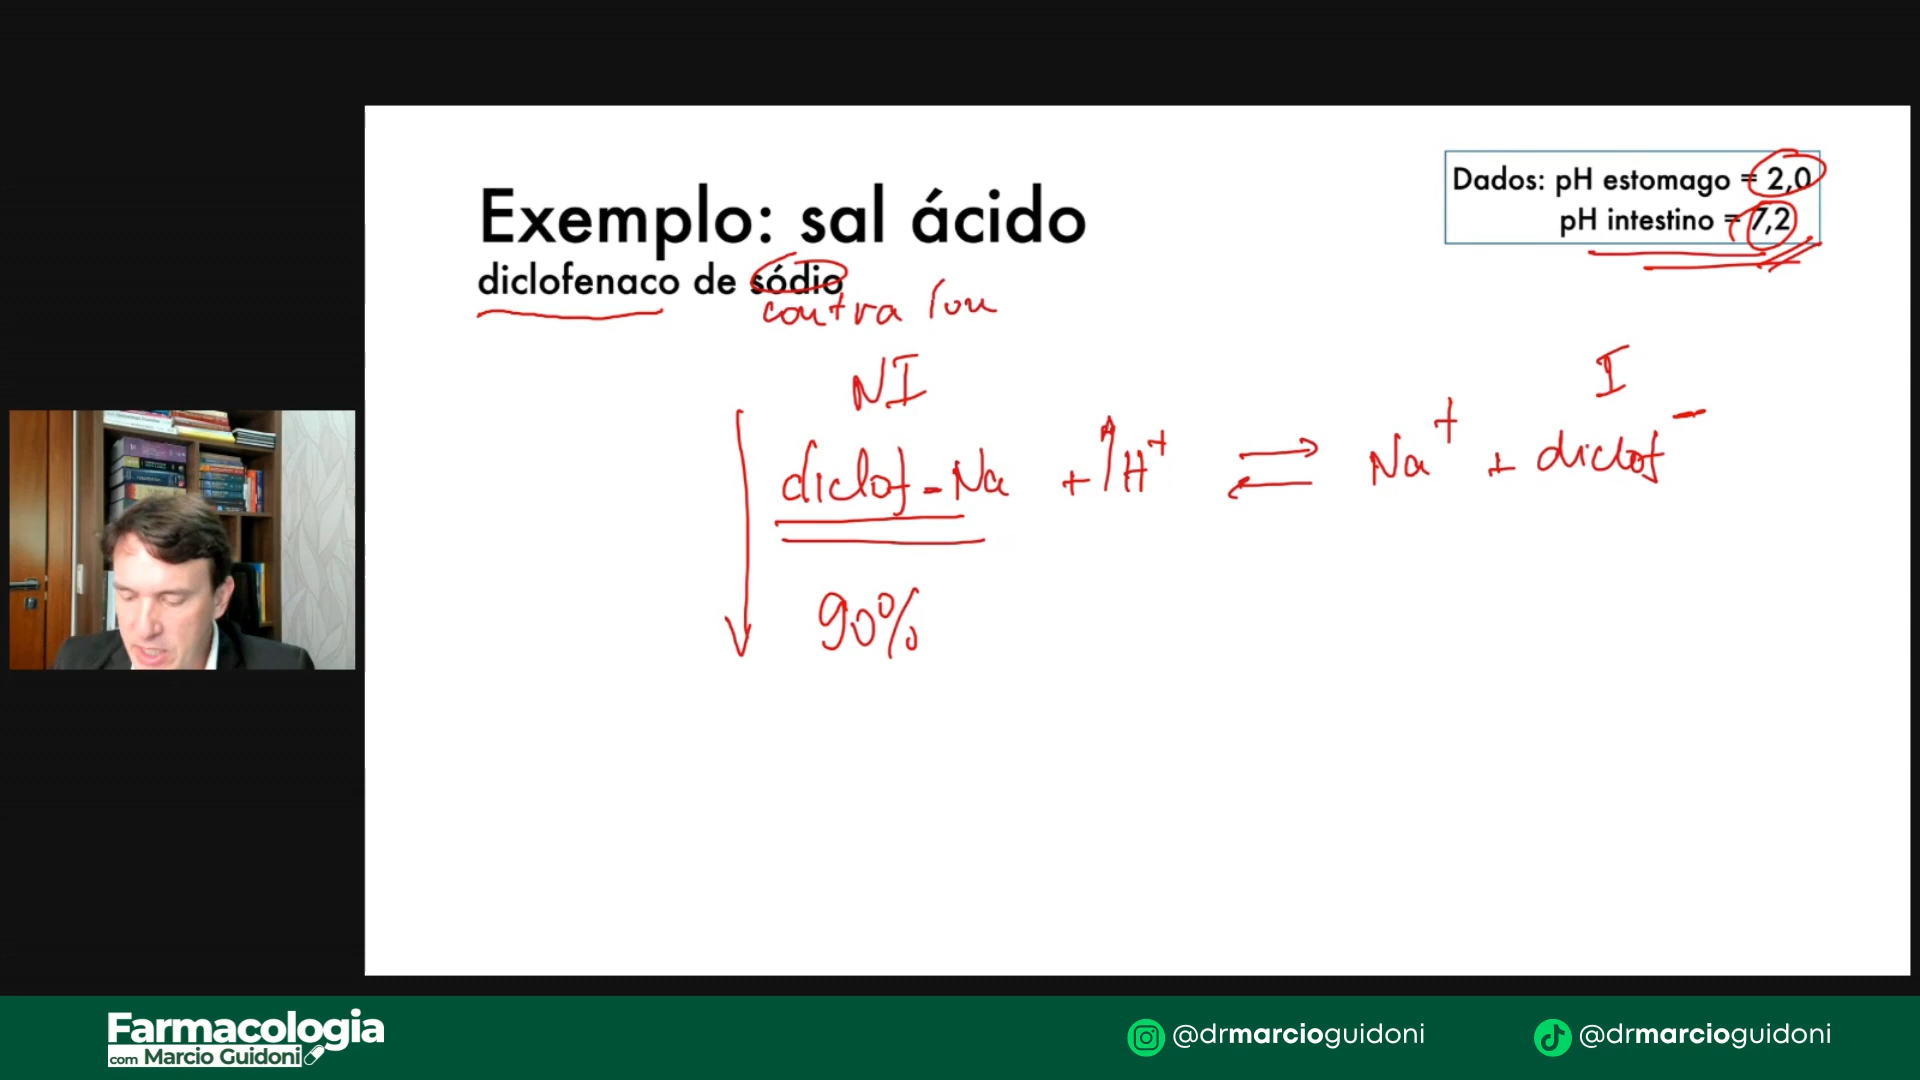 Dados: pH estomago = 2,0
pH intestino = 7,2
Exemplo: sal ácido
diclofenaco de sódio
contra íon
NI
I
diclof - Na + ↑H+ ⇌ Na+ + diclof-
90%
Farmacologia
com Marcio Guidoni
@drmarcioguidoni
@drmarcioguidoni